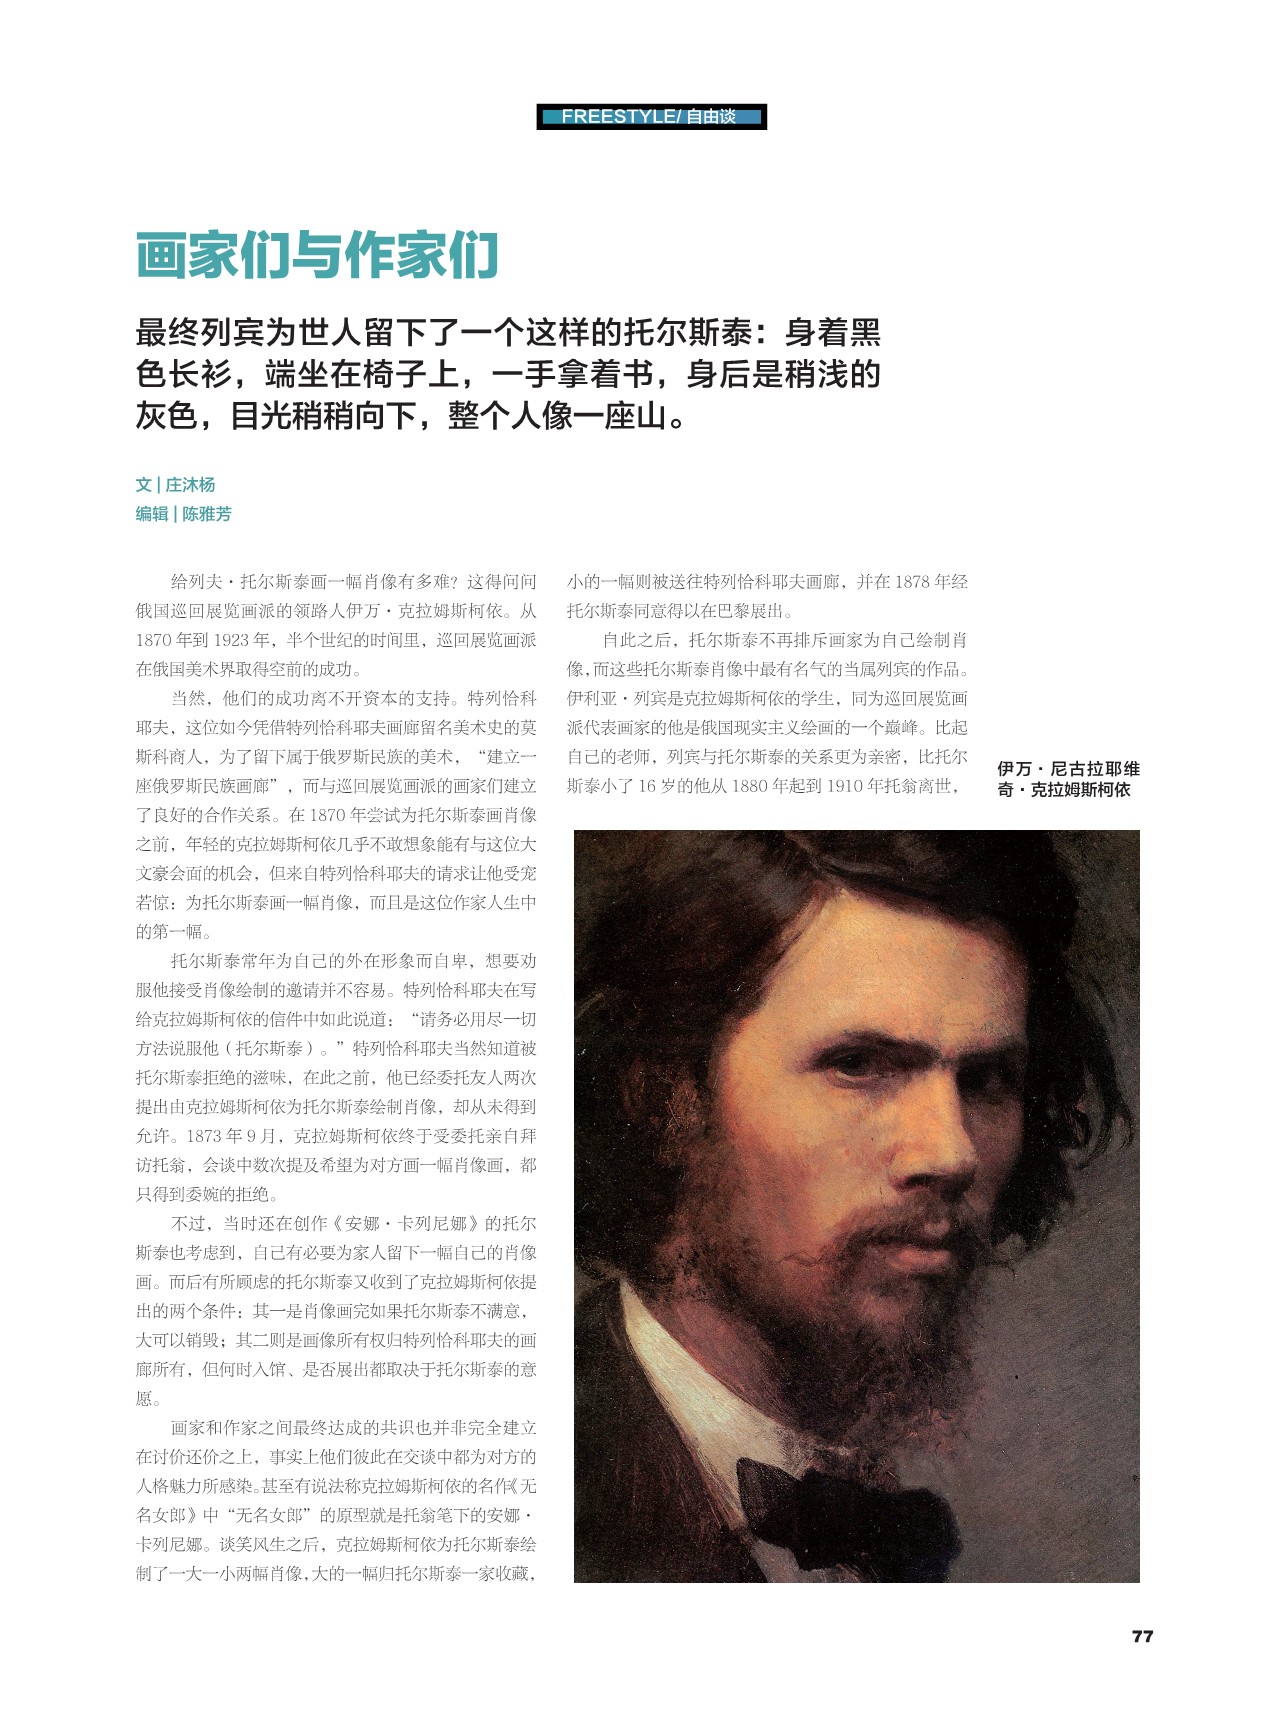 FREESTYLE/ 自由谈
画家们与作家们
最终列宾为世人留下了一个这样的托尔斯泰：身着黑
色长衫，端坐在椅子上，一手拿着书，身后是稍浅的
灰色，目光稍稍向下，整个人像一座山。
文 | 庄沐杨
编辑 | 陈雅芳
给列夫·托尔斯泰画一幅肖像有多难？这得问问
俄国巡回展览画派的领路人伊万·克拉姆斯柯依。从
1870 年到 1923 年，半个世纪的时间里，巡回展览画派
在俄国美术界取得空前的成功。
当然，他们的成功离不开资本的支持。特列恰科
耶夫，这位如今凭借特列恰科耶夫画廊留名美术史的莫
斯科商人，为了留下属于俄罗斯民族的美术，“建立一
座俄罗斯民族画廊”，而与巡回展览画派的画家们建立
了良好的合作关系。在 1870 年尝试为托尔斯泰画肖像
之前，年轻的克拉姆斯柯依几乎不敢想象能有与这位大
文豪会面的机会，但来自特列恰科耶夫的请求让他受宠
若惊：为托尔斯泰画一幅肖像，而且是这位作家人生中
的第一幅。
托尔斯泰常年为自己的外在形象而自卑，想要劝
服他接受肖像绘制的邀请并不容易。特列恰科耶夫在写
给克拉姆斯柯依的信件中如此说道：“请务必用尽一切
方法说服他（托尔斯泰）。”特列恰科耶夫当然知道被
托尔斯泰拒绝的滋味，在此之前，他已经委托友人两次
提出由克拉姆斯柯依为托尔斯泰绘制肖像，却从未得到
允许。1873 年 9 月，克拉姆斯柯依终于受委托亲自拜
访托翁，会谈中数次提及希望为对方画一幅肖像画，都
只得到委婉的拒绝。
不过，当时还在创作《安娜·卡列尼娜》的托尔
斯泰也考虑到，自己有必要为家人留下一幅自己的肖像
画。而后有所顾虑的托尔斯泰又收到了克拉姆斯柯依提
出的两个条件：其一是肖像画完如果托尔斯泰不满意，
大可以销毁；其二则是画像所有权归特列恰科耶夫的画
廊所有，但何时入馆、是否展出都取决于托尔斯泰的意
愿。
画家和作家之间最终达成的共识也并非完全建立
在讨价还价之上，事实上他们彼此在交谈中都为对方的
人格魅力所感染。甚至有说法称克拉姆斯柯依的名作《无
名女郎》中“无名女郎”的原型就是托翁笔下的安娜·
卡列尼娜。谈笑风生之后，克拉姆斯柯依为托尔斯泰绘
制了一大一小两幅肖像，大的一幅归托尔斯泰一家收藏，
小的一幅则被送往特列恰科耶夫画廊，并在 1878 年经
托尔斯泰同意得以在巴黎展出。
自此之后，托尔斯泰不再排斥画家为自己绘制肖
像，而这些托尔斯泰肖像中最有名气的当属列宾的作品。
伊利亚·列宾是克拉姆斯柯依的学生，同为巡回展览画
派代表画家的他是俄国现实主义绘画的一个巅峰。比起
自己的老师，列宾与托尔斯泰的关系更为亲密，比托尔
斯泰小了 16 岁的他从 1880 年起到 1910 年托翁离世，
伊万·尼古拉耶维
奇·克拉姆斯柯依
77